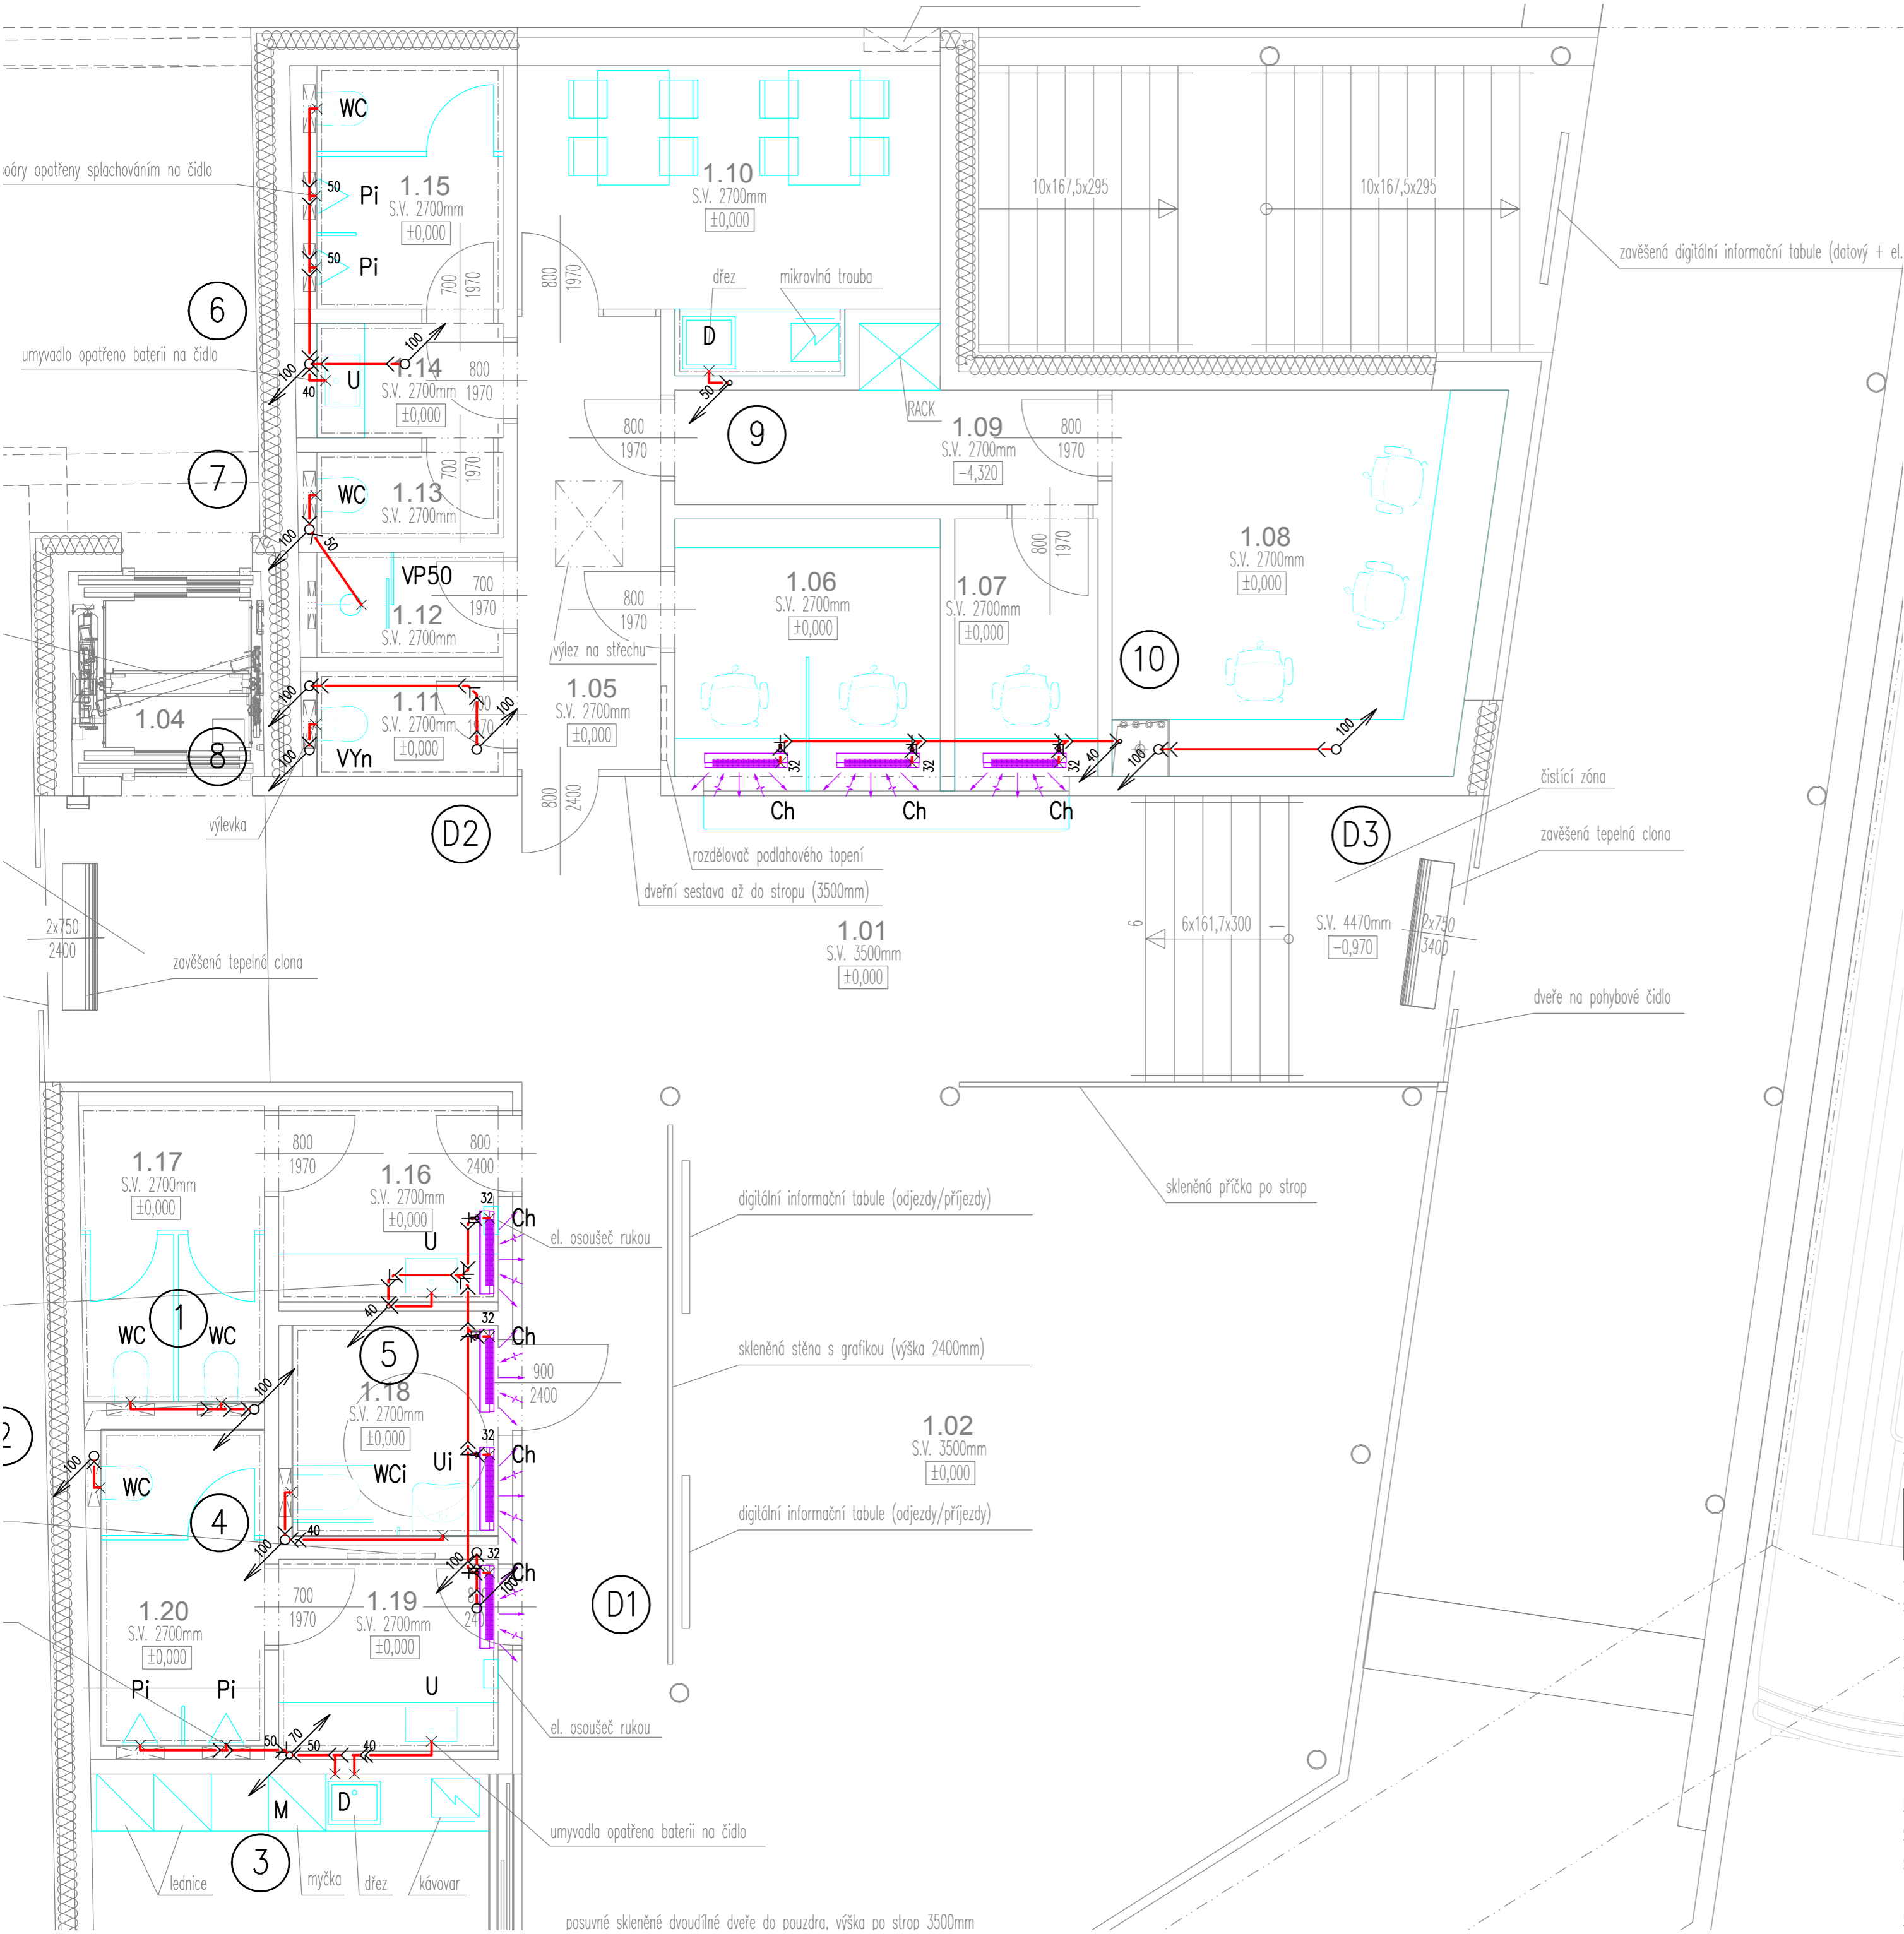 WC
oáry opatřeny splachováním na čidlo
50
Pi
1.15
S.V. 2700mm
±0,000
50
Pi
700
1970
800
1970
1.10
S.V. 2700mm
±0,000
dřez
mikrovlná trouba
D
50
RACK
10x167,5x295
10x167,5x295
zavěšená digitální informační tabule (datový + el.
6
umyvadlo opatřeno baterií na čidlo
100
100
40
U
1.14
S.V. 2700mm
±0,000
800
1970
7
WC
1.13
S.V. 2700mm
700
1970
100
50
VP50
1.12
S.V. 2700mm
700
1970
800
1970
9
1.09
S.V. 2700mm
-4,320
800
1970
800
1970
1.08
S.V. 2700mm
±0,000
výlez na střechu
800
1970
1.06
S.V. 2700mm
±0,000
1.07
S.V. 2700mm
±0,000
10
1.04
8
100
100
1.11
S.V. 2700mm
±0,000
VYn
1970
100
1.05
S.V. 2700mm
±0,000
32
32
32
40
100
100
Ch
Ch
Ch
výlevka
D2
800
2400
rozdělovač podlahového topení
dveřní sestava až do stropu (3500mm)
D3
čistící zóna
zavěšená tepelná clona
2x750
2400
zavěšená tepelná clona
1.01
S.V. 3500mm
±0,000
6
6x161,7x300
1
S.V. 4470mm
-0,970
2x750
3400
dveře na pohybové čidlo
1.17
S.V. 2700mm
±0,000
800
1970
1.16
S.V. 2700mm
±0,000
800
2400
32
Ch
U
el. osoušeč rukou
digitální informační tabule (odjezdy/příjezdy)
skleněná příčka po strop
1
WC
WC
40
5
32
Ch
900
2400
skleněná stěna s grafikou (výška 2400mm)
100
1.18
S.V. 2700mm
±0,000
2
100
WC
4
WCi
Ui
32
Ch
1.02
S.V. 3500mm
±0,000
digitální informační tabule (odjezdy/příjezdy)
40
100
100
32
Ch
100
1.20
S.V. 2700mm
±0,000
700
1970
1.19
S.V. 2700mm
±0,000
D1
Pi
Pi
U
50
70
50
40
el. osoušeč rukou
M
D
3
lednice
myčka
dřez
kávovar
umyvadla opatřena baterií na čidlo
posuvné skleněné dvoudílné dveře do pouzdra, výška po strop 3500mm